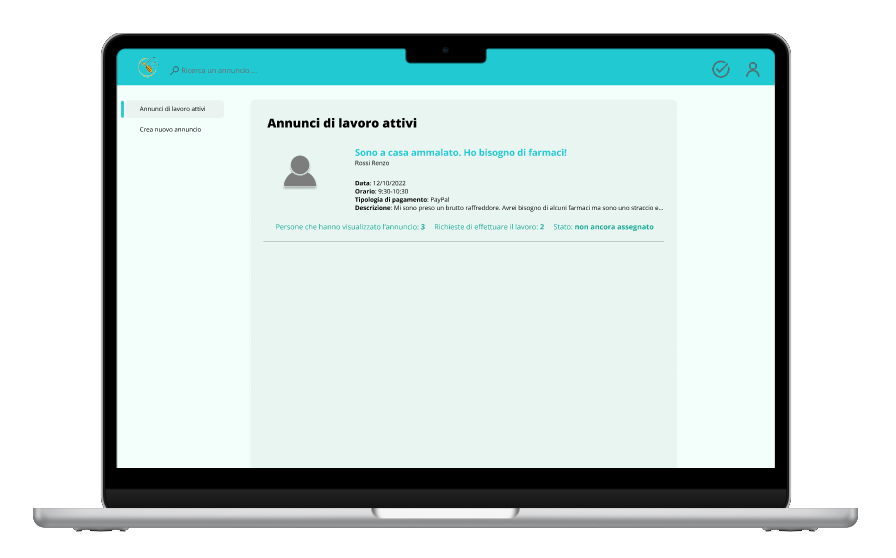 Ricerca un annuncio ...
Annunci di lavoro attivi
Crea nuovo annuncio
Annunci di lavoro attivi
Sono a casa ammalato. Ho bisogno di farmaci!
Rossi Renzo
Data: 12/10/2022
Orario: 9:30-10:30
Tipologia di pagamento: PayPal
Descrizione: Mi sono preso un brutto raffreddore. Avrei bisogno di alcuni farmaci ma sono uno straccio e...
Persone che hanno visualizzato l'annuncio: 3 Richieste di effettuare il lavoro: 2 Stato: non ancora assegnato